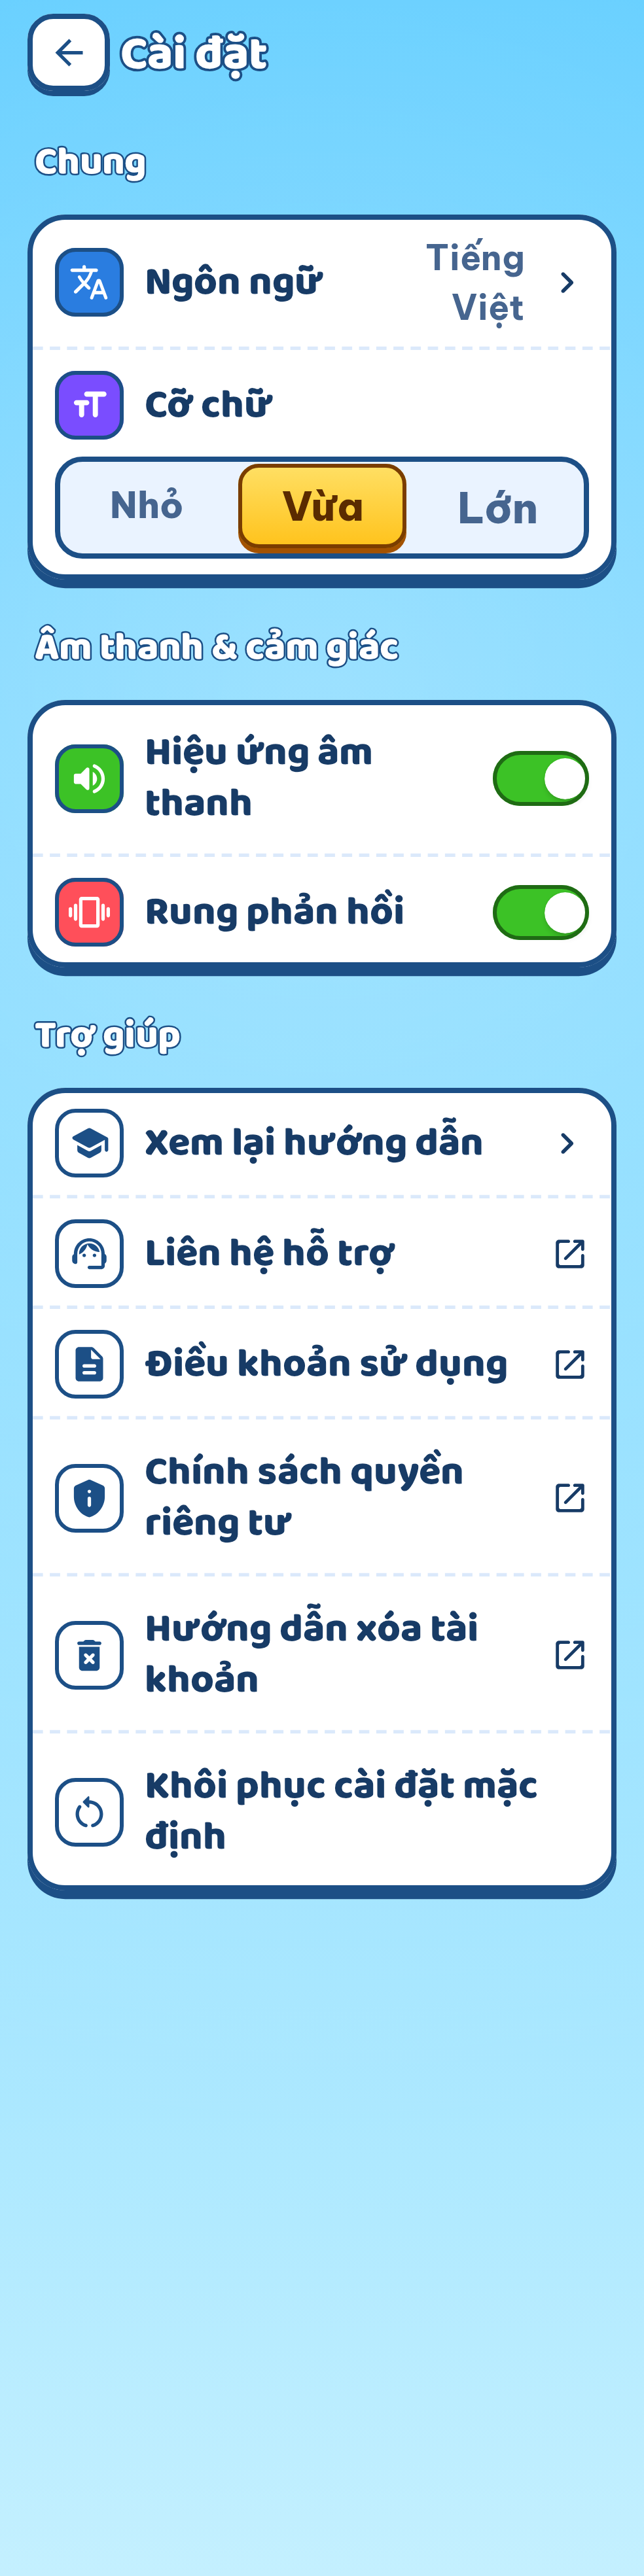 Cài đặt
Chung
Ngôn ngữ
Tiếng
Việt
Cỡ chữ
Nhỏ
Vừa
Lớn
Âm thanh & cảm giác
Hiệu ứng âm
thanh
Rung phản hồi
Trợ giúp
Xem lại hướng dẫn
Liên hệ hỗ trợ
Điều khoản sử dụng
Chính sách quyền
riêng tư
Hướng dẫn xóa tài
khoản
Khôi phục cài đặt mặc
định